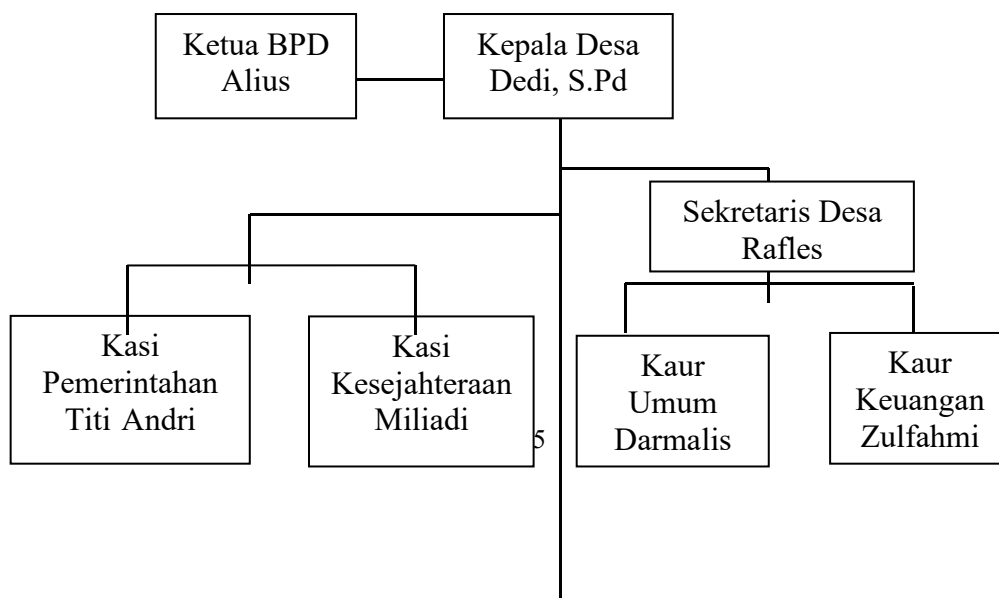 Ketua BPD
Alius
Kepala Desa
Dedi, S.Pd
Sekretaris Desa
Rafles
Kasi
Pemerintahan
Titi Andri
Kasi
Kesejahteraan
Miliadi
5
Kaur
Umum
Darmalis
Kaur
Keuangan
Zulfahmi